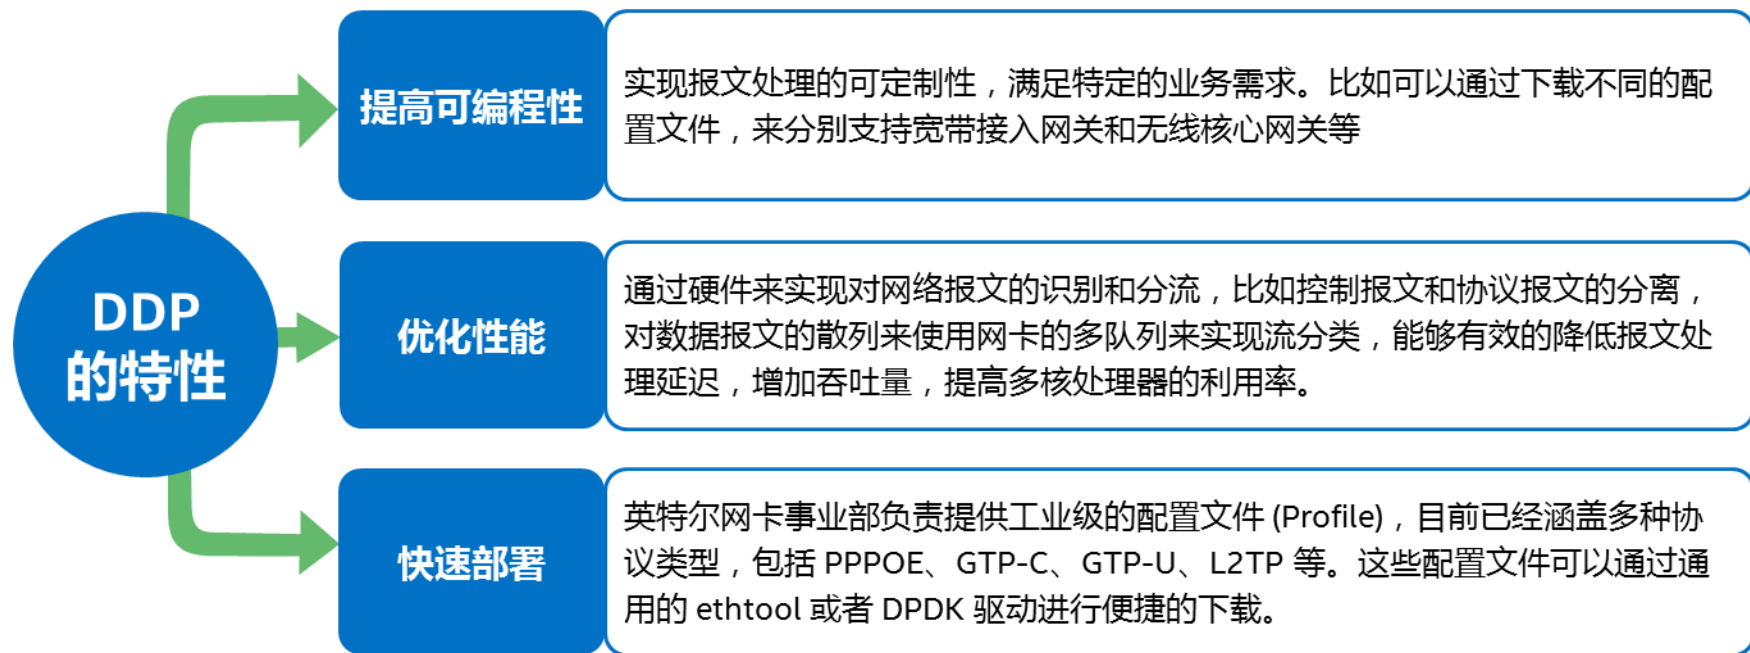 DDP
的特性
提高可编程性
实现报文处理的可定制性，满足特定的业务需求。比如可以通过下载不同的配
置文件，来分别支持宽带接入网关和无线核心网关等
优化性能
通过硬件来实现对网络报文的识别和分流，比如控制报文和协议报文的分离，
对数据报文的散列来使用网卡的多队列来实现流分类，能够有效的降低报文处
理延迟，增加吞吐量，提高多核处理器的利用率。
快速部署
英特尔网卡事业部负责提供工业级的配置文件 (Profile)，目前已经涵盖多种协
议类型，包括 PPPOE、GTP-C、GTP-U、L2TP 等。这些配置文件可以通过通
用的 ethtool 或者 DPDK 驱动进行便捷的下载。